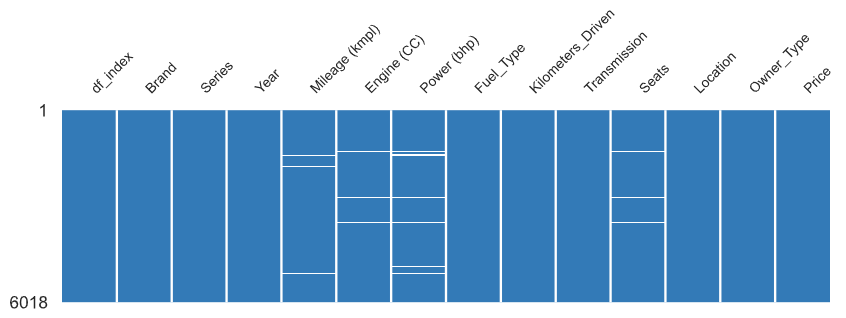 df_index
Brand
Series
Year
Mileage (kmpl)
Engine (CC)
Power (bhp)
Fuel_Type
Kilometers_Driven
Transmission
Seats
Location
Owner_Type
Price
1
6018